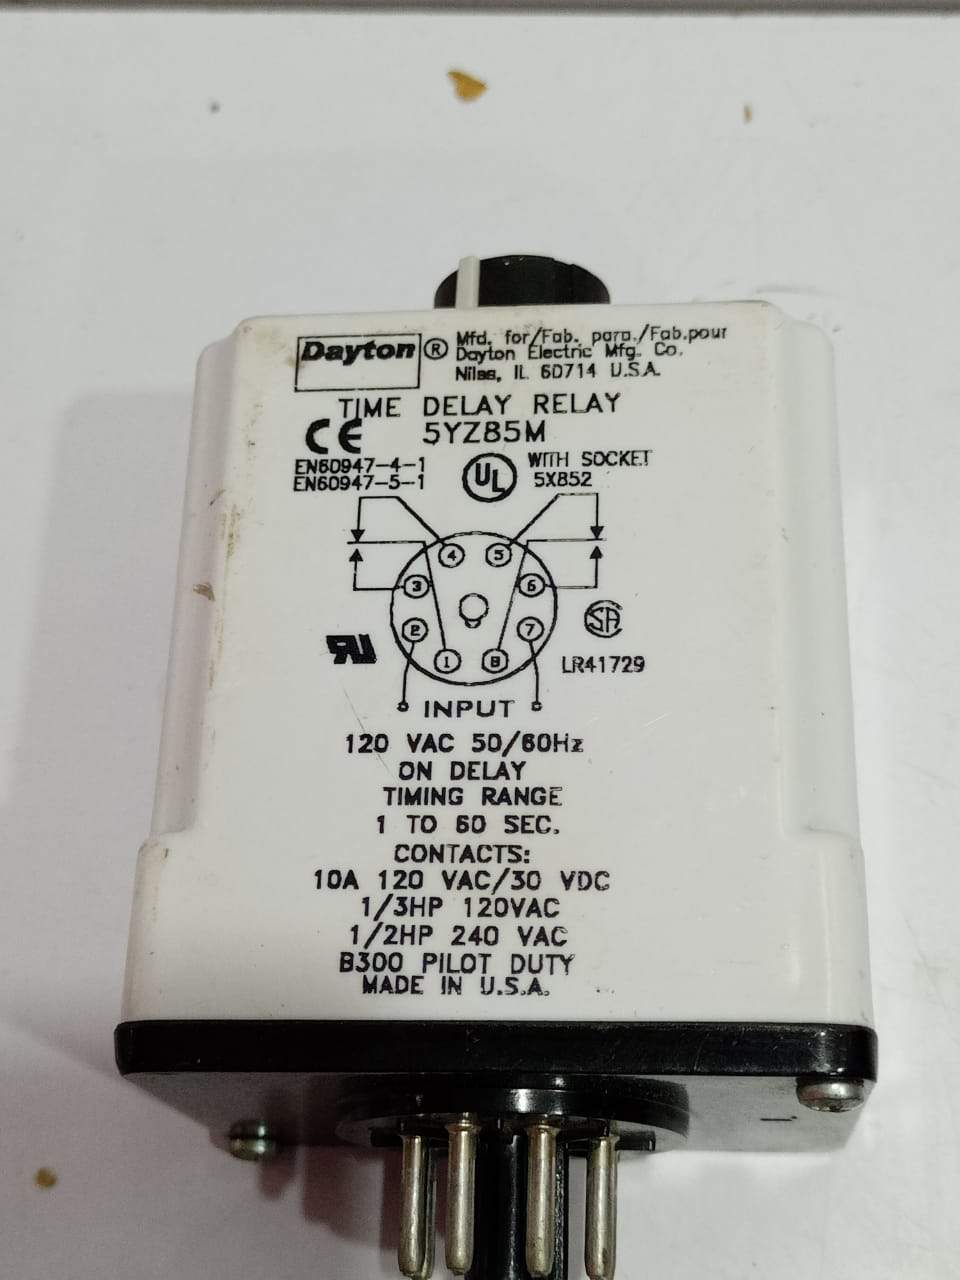 Dayton ® Mfd. for/Fab. para./Fab.pour
Dayton Electric Mfg. Co.
Niles, IL 60714 U.S.A.
TIME DELAY RELAY
CE 5YZ85M
EN60947-4-1
EN60947-5-1
UL
WITH SOCKET
5X852
4 5
3 6
2 7
1 8
RU
SA
LR41729
INPUT
120 VAC 50/60Hz
ON DELAY
TIMING RANGE
1 TO 60 SEC.
CONTACTS:
10A 120 VAC/30 VDC
1/3HP 120VAC
1/2HP 240 VAC
B300 PILOT DUTY
MADE IN U.S.A.